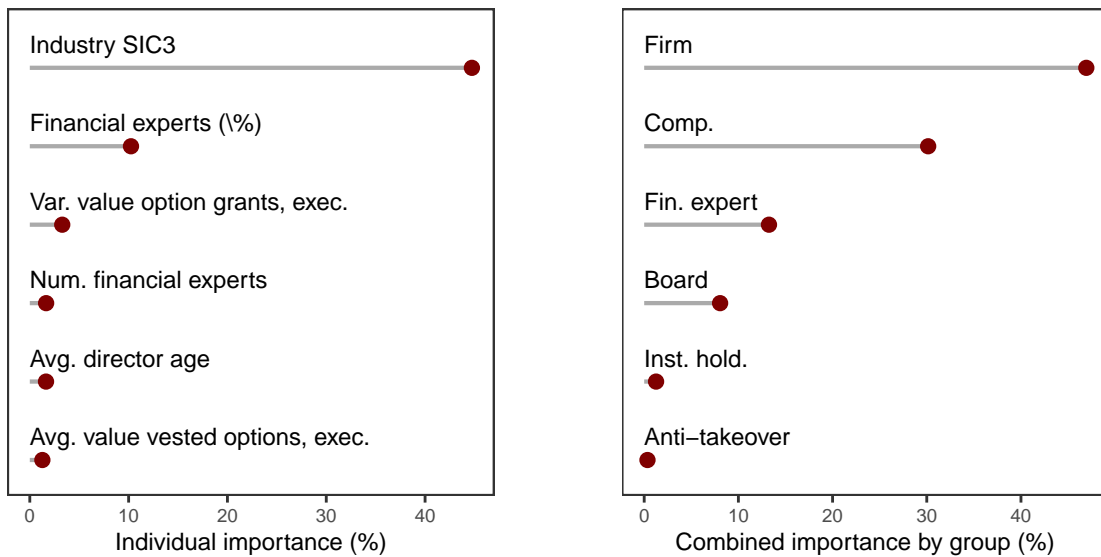 Industry SIC3
Financial experts (\%)
Var. value option grants, exec.
Num. financial experts
Avg. director age
Avg. value vested options, exec.
0 10 20 30 40
Individual importance (%)
Firm
Comp.
Fin. expert
Board
Inst. hold.
Anti−takeover
0 10 20 30 40
Combined importance by group (%)